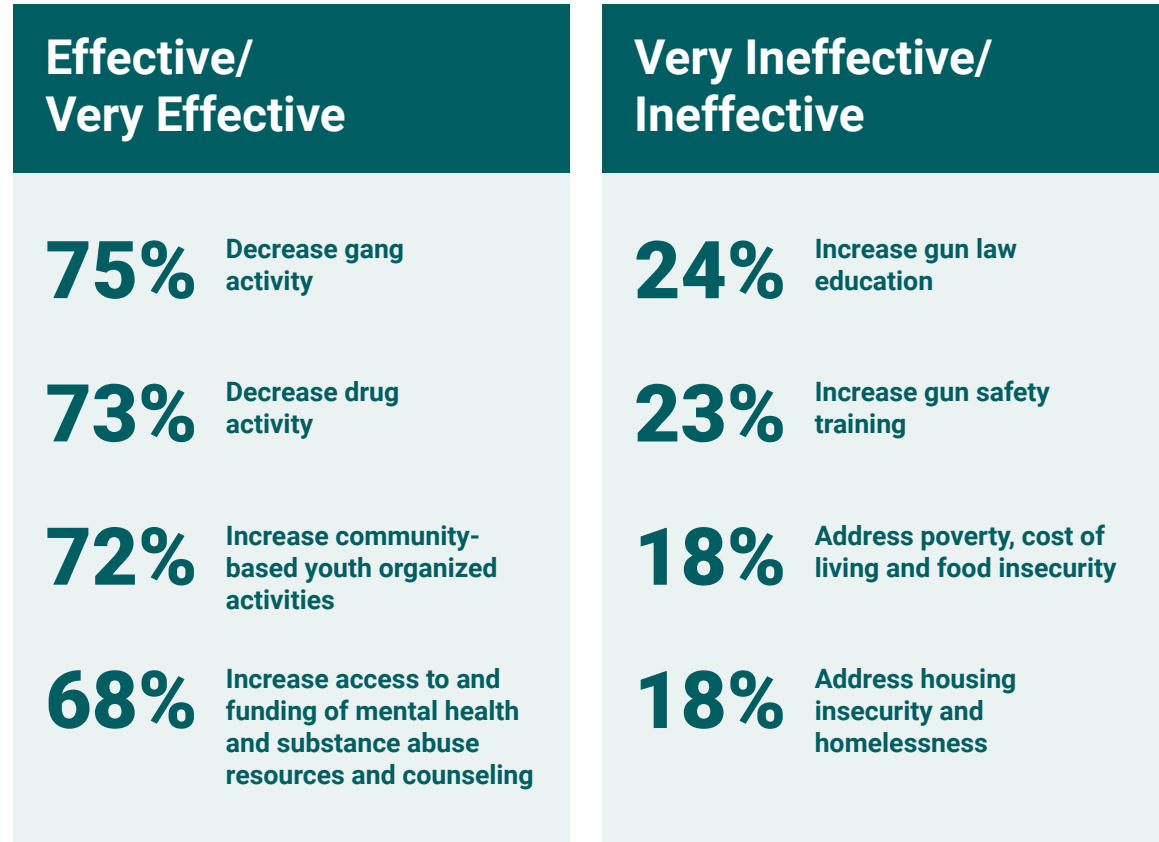 Effective/
Very Effective
75%
Decrease gang
activity
73%
Decrease drug
activity
72%
Increase community-
based youth organized
activities
68%
Increase access to and
funding of mental health
and substance abuse
resources and counseling
Very Ineffective/
Ineffective
24%
Increase gun law
education
23%
Increase gun safety
training
18%
Address poverty, cost of
living and food insecurity
18%
Address housing
insecurity and
homelessness